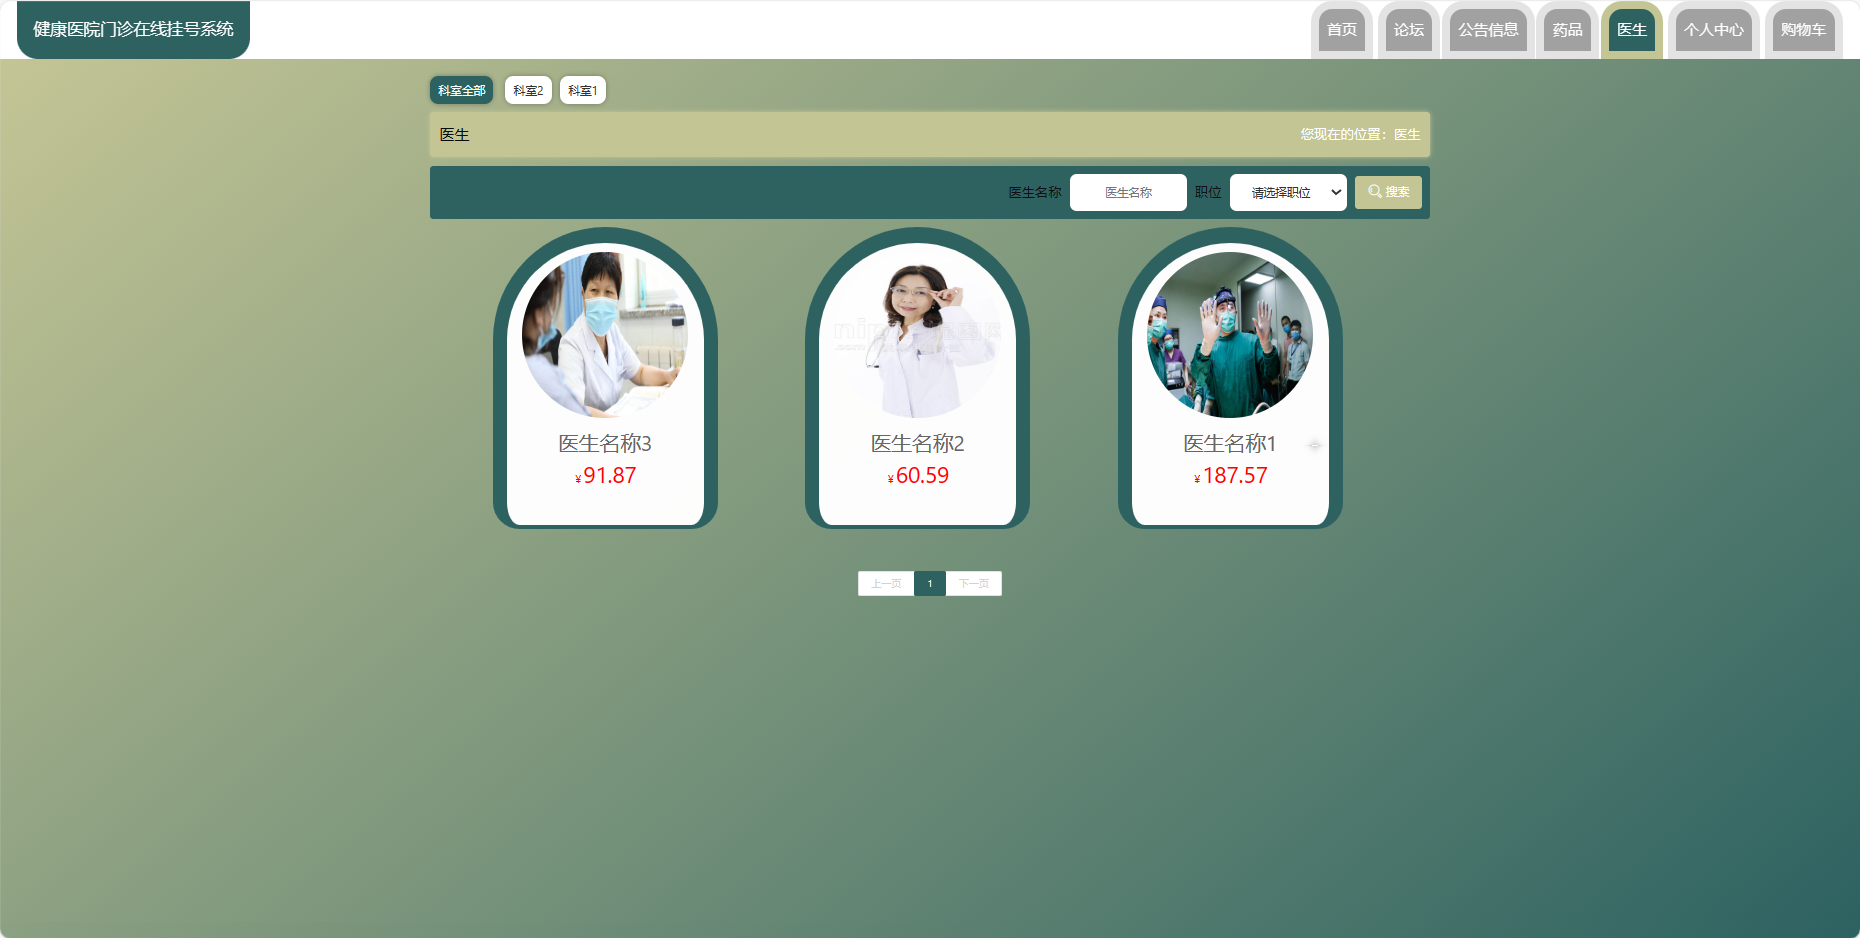 健康医院门诊在线挂号系统
首页 论坛 公告信息 药品 医生 个人中心 购物车
科室全部 科室2 科室1
医生 您现在的位置：医生
医生名称 医生名称 职位 请选择职位 搜索
医生名称3 医生名称2 医生名称1
¥91.87 ¥60.59 ¥187.57
上一页 1 下一页